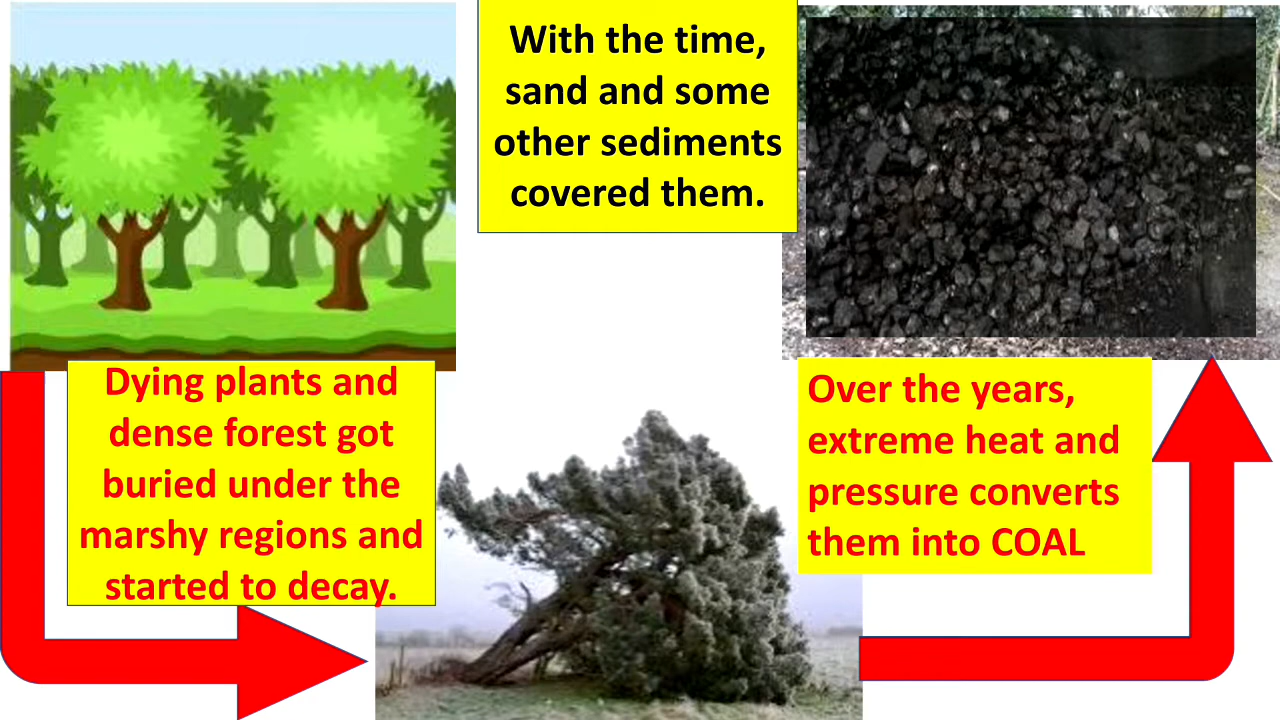 Dying plants and
dense forest got
buried under the
marshy regions and
started to decay.
With the time,
sand and some
other sediments
covered them.
Over the years,
extreme heat and
pressure converts
them into COAL